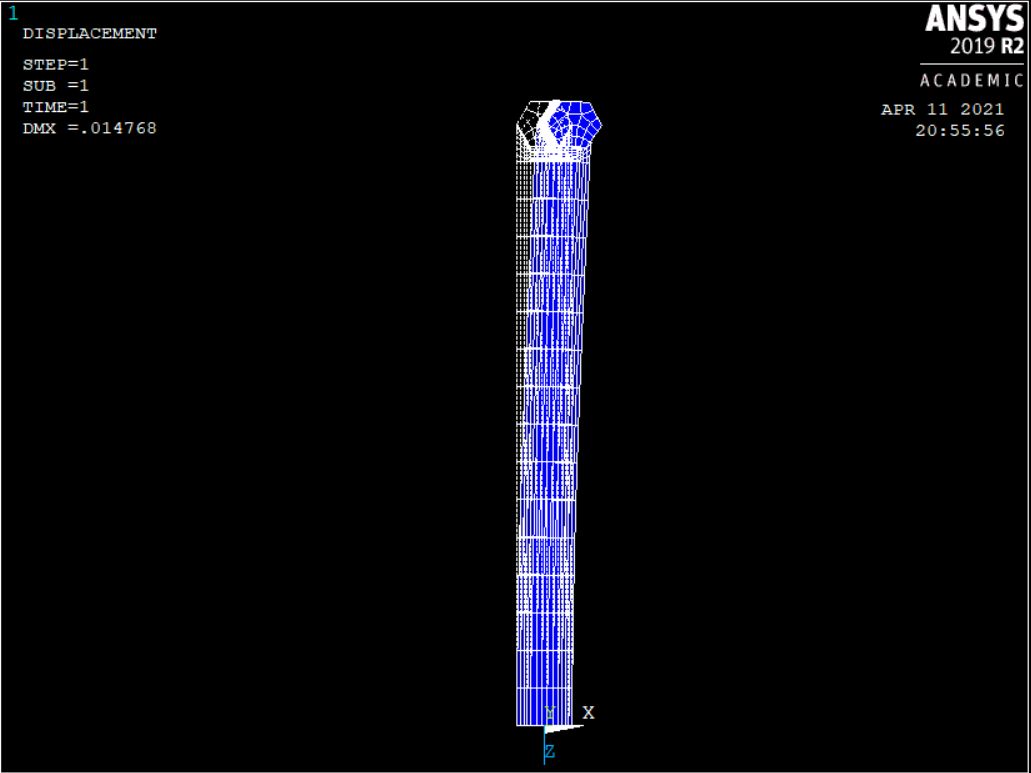 1
DISPLACEMENT
STEP=1
SUB =1
TIME=1
DMX =.014768
ANSYS
2019 R2
ACADEMIC
APR 11 2021
20:55:56
Y
X
Z